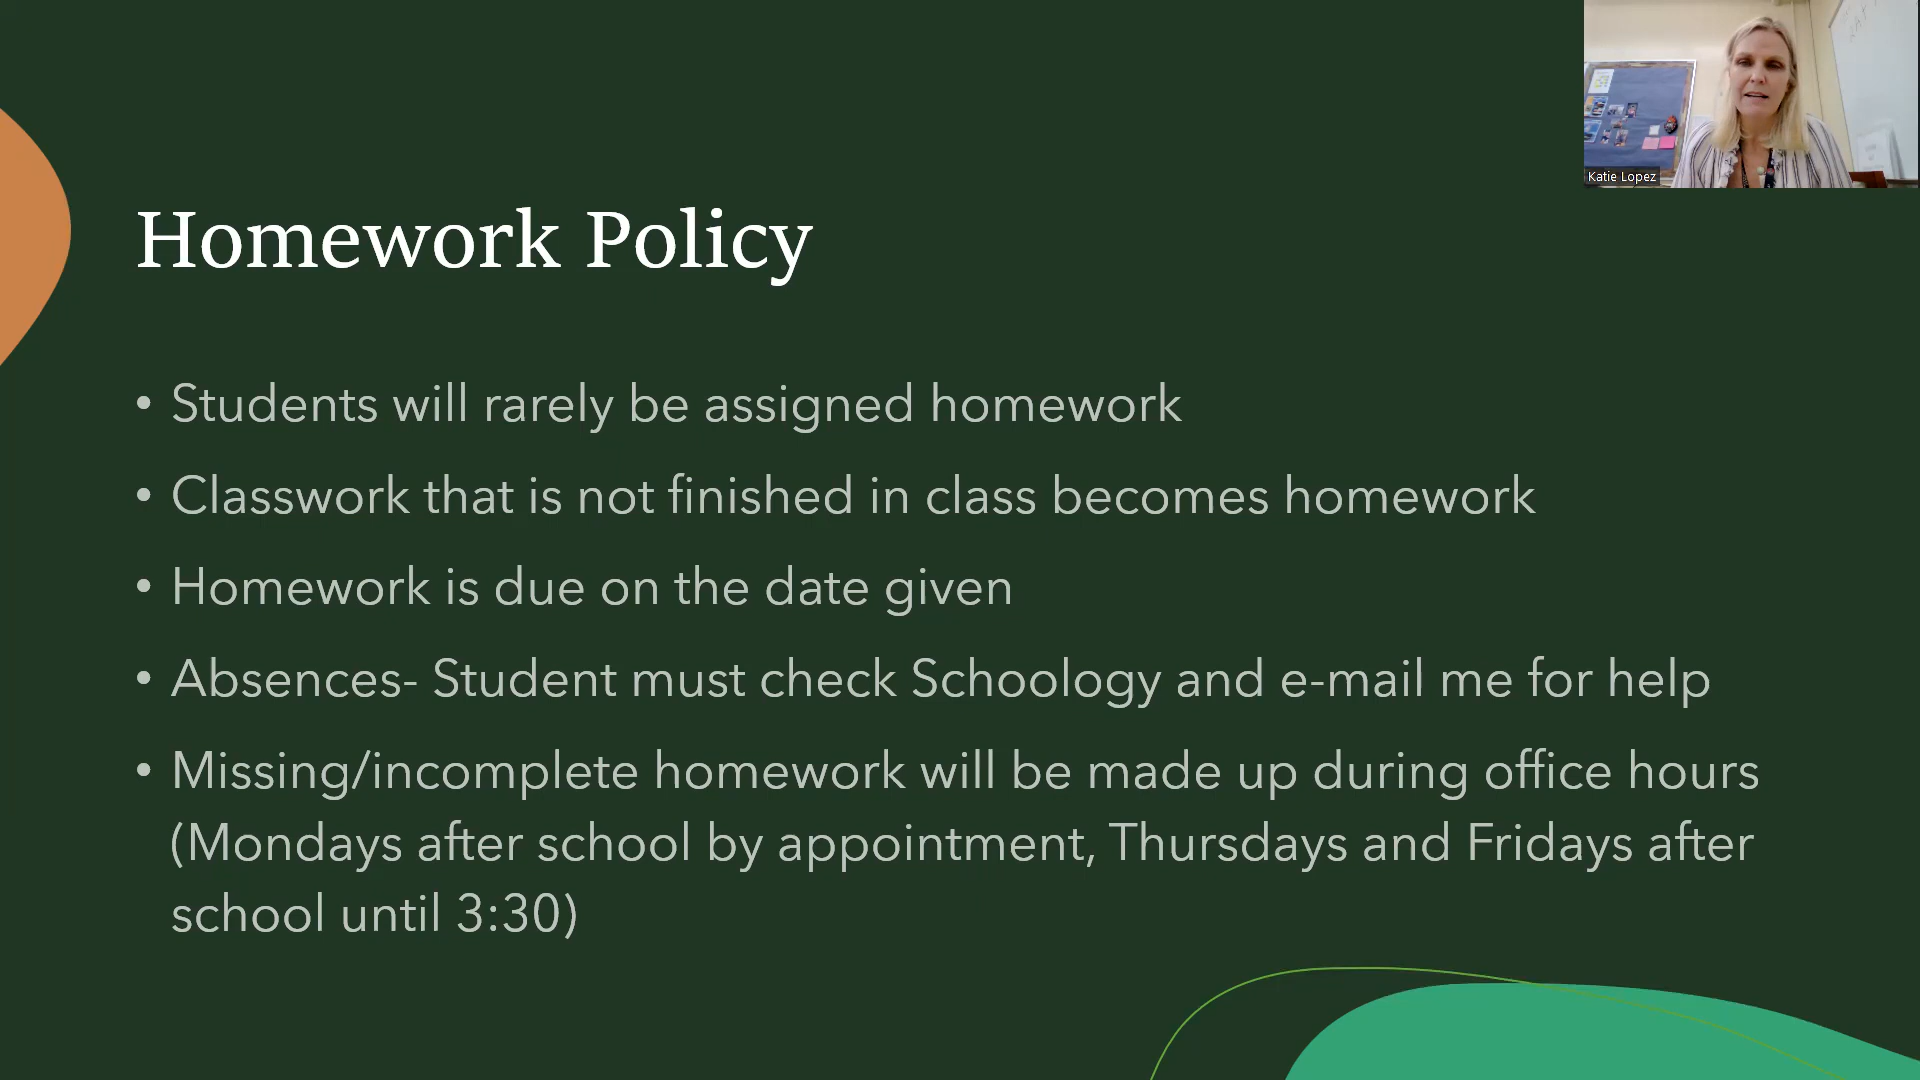 Katie Lopez
Homework Policy
• Students will rarely be assigned homework
• Classwork that is not finished in class becomes homework
• Homework is due on the date given
• Absences- Student must check Schoology and e-mail me for help
• Missing/incomplete homework will be made up during office hours
(Mondays after school by appointment, Thursdays and Fridays after
school until 3:30)